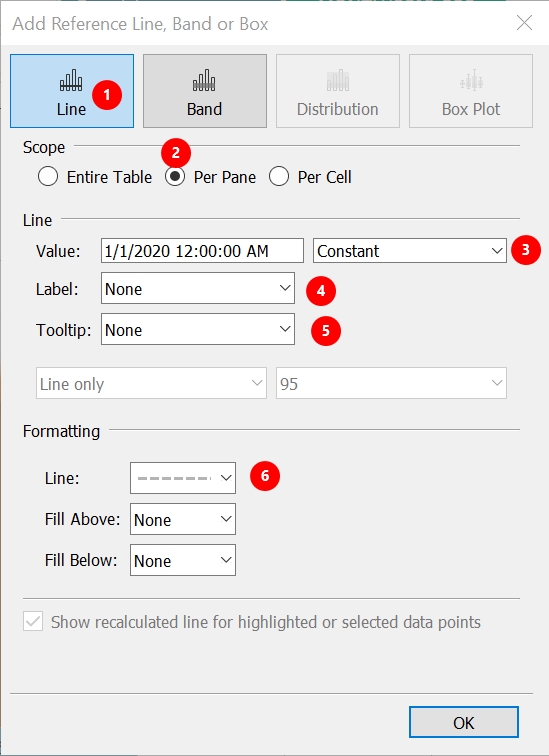 Add Reference Line, Band or Box
Line 1 Band Distribution Box Plot
Scope 2
Entire Table Per Pane Per Cell
Line
Value: 1/1/2020 12:00:00 AM Constant 3
Label: None 4
Tooltip: None 5
Line only 95
Formatting
Line: 6
Fill Above: None
Fill Below: None
Show recalculated line for highlighted or selected data points
OK